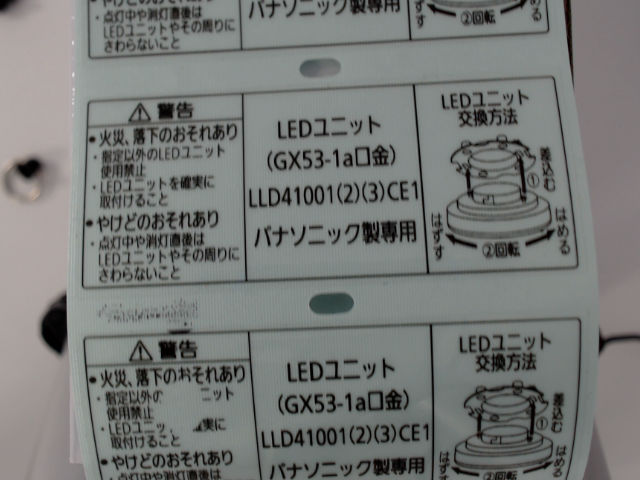 ・やけどのおそれあり
・点灯中や消灯直後は
LEDユニットやその周りに
さわらないこと
パナソニック製専用
はずす
②回転
⚠ 警告
・火災、落下のおそれあり
・指定以外のLEDユニット
使用禁止
・LEDユニットを確実に
取付けること
・やけどのおそれあり
・点灯中や消灯直後は
LEDユニットやその周りに
さわらないこと
LEDユニット
(GX53-1a口金)
LLD41001(2)(3)CE1
パナソニック製専用
LEDユニット
交換方法
差込む
①
はめる
はずす
②回転
⚠ 警告
・火災、落下のおそれあり
・指定以外の ニット
使用禁止
・LEDユニッ 実に
取付けること
・やけどのおそれあり
・点灯中や消灯直後は
LEDユニット
(GX53-1a口金)
LLD41001(2)(3)CE1
パナソニック製専用
LEDユニット
交換方法
差込む
①
はめる
はずす
②回転